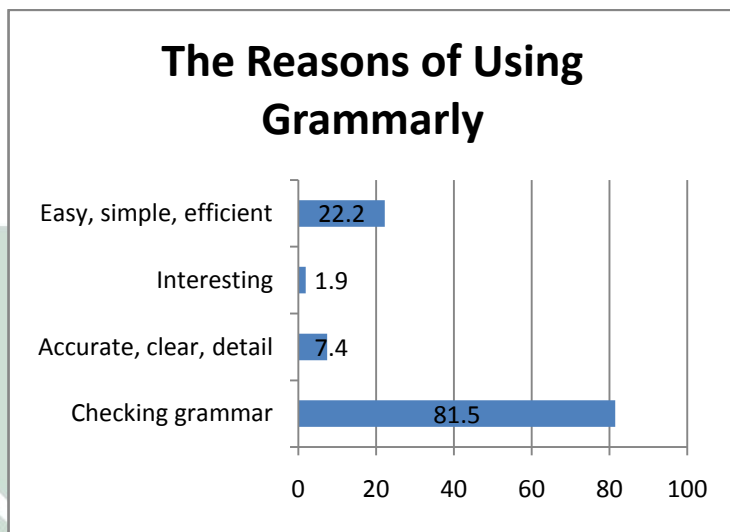 The Reasons of Using
Grammarly
Easy, simple, efficient 22.2
Interesting 1.9
Accurate, clear, detail 7.4
Checking grammar 81.5
0 20 40 60 80 100